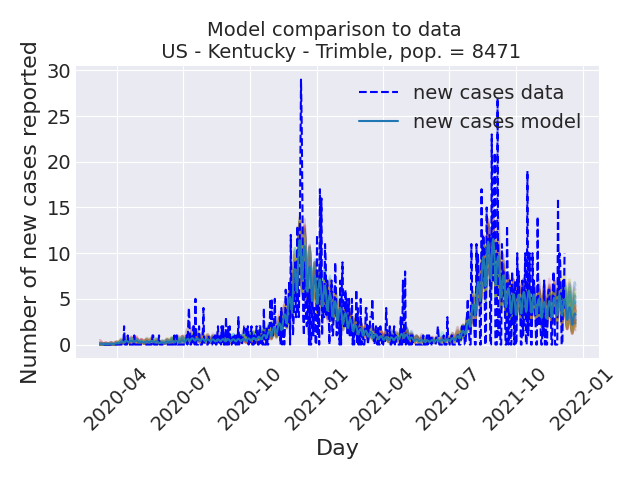 Model comparison to data
US - Kentucky - Trimble, pop. = 8471
Number of new cases reported
30
25
20
15
10
5
0
new cases data
new cases model
2020-04
2020-07
2020-10
2021-01
2021-04
2021-07
2021-10
2022-01
Day